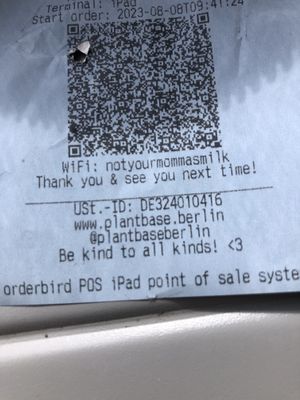 Terminal: iPad
Start order: 2023-08-08T09:41:24
WiFi: notyourmommasmilk
Thank you & see you next time!
USt.-ID: DE324010416
www.plantbase.berlin
@plantbaseberlin
Be kind to all kinds! <3
orderbird POS iPad point of sale syste